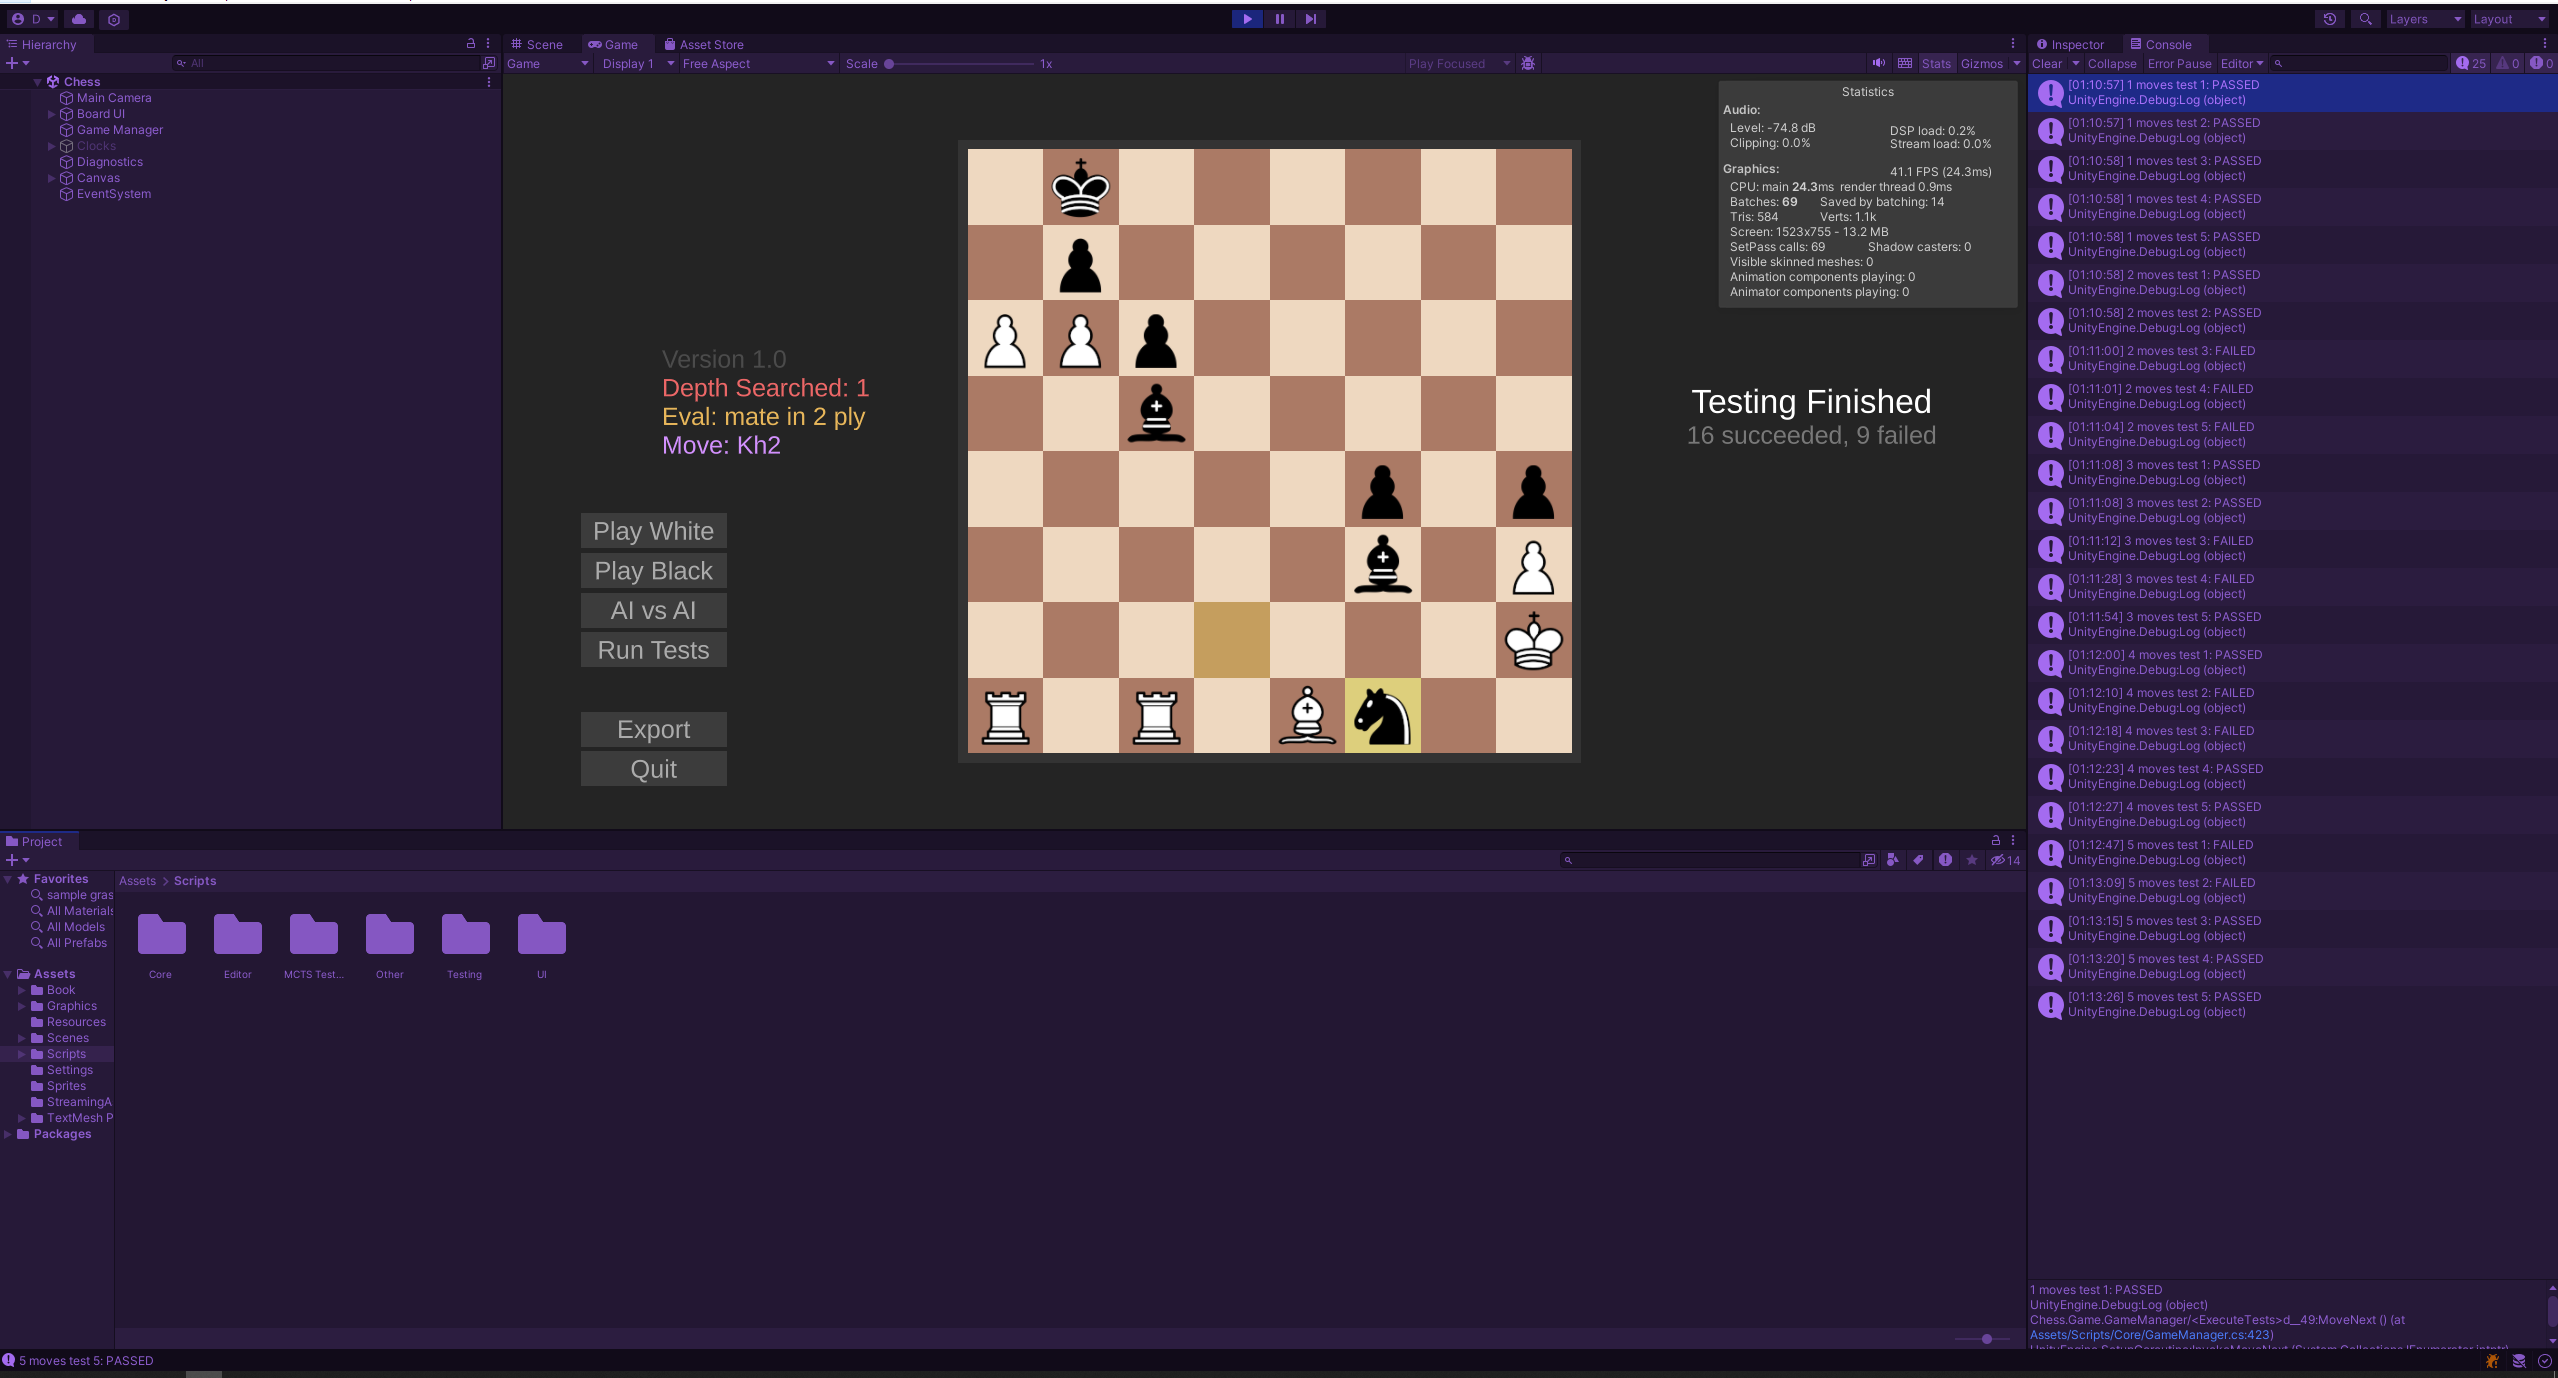 D
Layers
Layout
Hierarchy
All
Chess
Main Camera
Board UI
Game Manager
Clocks
Diagnostics
Canvas
EventSystem
Scene
Game
Asset Store
Game
Display 1
Free Aspect
Scale
1x
Play Focused
Stats
Gizmos
Statistics
Audio:
Level: -74.8 dB
DSP load: 0.2%
Clipping: 0.0%
Stream load: 0.0%
Graphics:
41.1 FPS (24.3ms)
CPU: main 24.3ms render thread 0.9ms
Batches: 69
Saved by batching: 14
Tris: 584
Verts: 1.1k
Screen: 1523x755 - 13.2 MB
SetPass calls: 69
Shadow casters: 0
Visible skinned meshes: 0
Animation components playing: 0
Animator components playing: 0
Version 1.0
Depth Searched: 1
Eval: mate in 2 ply
Move: Kh2
Testing Finished
16 succeeded, 9 failed
Play White
Play Black
AI vs AI
Run Tests
Export
Quit
Inspector
Console
Clear
Collapse
Error Pause
Editor
25
0
0
[01:10:57] 1 moves test 1: PASSED
UnityEngine.Debug:Log (object)
[01:10:57] 1 moves test 2: PASSED
UnityEngine.Debug:Log (object)
[01:10:58] 1 moves test 3: PASSED
UnityEngine.Debug:Log (object)
[01:10:58] 1 moves test 4: PASSED
UnityEngine.Debug:Log (object)
[01:10:58] 1 moves test 5: PASSED
UnityEngine.Debug:Log (object)
[01:10:58] 2 moves test 1: PASSED
UnityEngine.Debug:Log (object)
[01:10:58] 2 moves test 2: PASSED
UnityEngine.Debug:Log (object)
[01:11:00] 2 moves test 3: FAILED
UnityEngine.Debug:Log (object)
[01:11:01] 2 moves test 4: FAILED
UnityEngine.Debug:Log (object)
[01:11:04] 2 moves test 5: FAILED
UnityEngine.Debug:Log (object)
[01:11:08] 3 moves test 1: PASSED
UnityEngine.Debug:Log (object)
[01:11:08] 3 moves test 2: PASSED
UnityEngine.Debug:Log (object)
[01:11:12] 3 moves test 3: FAILED
UnityEngine.Debug:Log (object)
[01:11:28] 3 moves test 4: FAILED
UnityEngine.Debug:Log (object)
[01:11:54] 3 moves test 5: PASSED
UnityEngine.Debug:Log (object)
[01:12:00] 4 moves test 1: PASSED
UnityEngine.Debug:Log (object)
[01:12:10] 4 moves test 2: FAILED
UnityEngine.Debug:Log (object)
[01:12:18] 4 moves test 3: FAILED
UnityEngine.Debug:Log (object)
[01:12:23] 4 moves test 4: PASSED
UnityEngine.Debug:Log (object)
[01:12:27] 4 moves test 5: PASSED
UnityEngine.Debug:Log (object)
[01:12:47] 5 moves test 1: FAILED
UnityEngine.Debug:Log (object)
[01:13:09] 5 moves test 2: FAILED
UnityEngine.Debug:Log (object)
[01:13:15] 5 moves test 3: PASSED
UnityEngine.Debug:Log (object)
[01:13:20] 5 moves test 4: PASSED
UnityEngine.Debug:Log (object)
[01:13:26] 5 moves test 5: PASSED
UnityEngine.Debug:Log (object)
1 moves test 1: PASSED
UnityEngine.Debug:Log (object)
Chess.Game.GameManager/<ExecuteTests>d__49:MoveNext () (at
Assets/Scripts/Core/GameManager.cs:423)
Project
14
Favorites
sample gras
All Materials
All Models
All Prefabs
Assets
Book
Graphics
Resources
Scenes
Scripts
Settings
Sprites
StreamingA
TextMesh P
Packages
Assets > Scripts
Core
Editor
MCTS Test...
Other
Testing
UI
5 moves test 5: PASSED